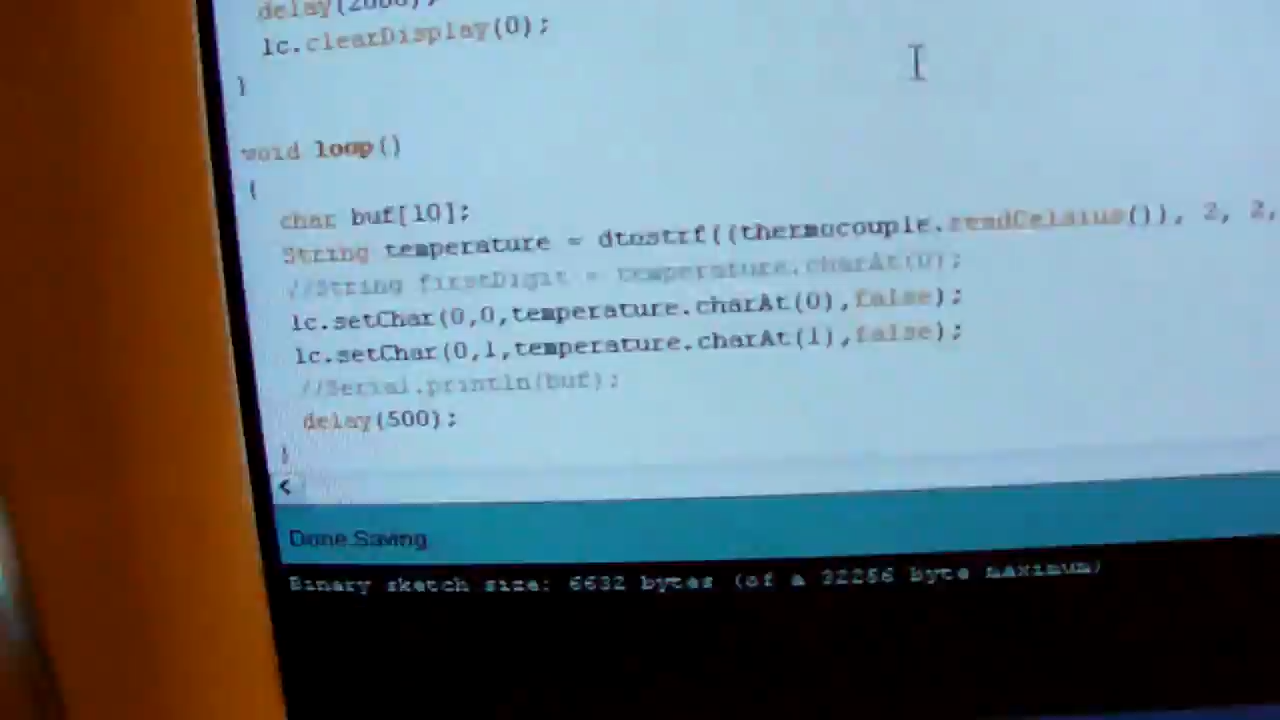 delay(2000);
lc.clearDisplay(0);
}
void loop()
{
char buf[10];
String temperature = dtostrf((thermocouple.readCelsius()), 2, 2,
//String firstDigit = temperature.charAt(0);
lc.setChar(0,0,temperature.charAt(0),false);
lc.setChar(0,1,temperature.charAt(1),false);
//Serial.println(buf);
delay(500);
}
<
Done Saving
Binary sketch size: 6632 bytes (of a 32256 byte maximum)